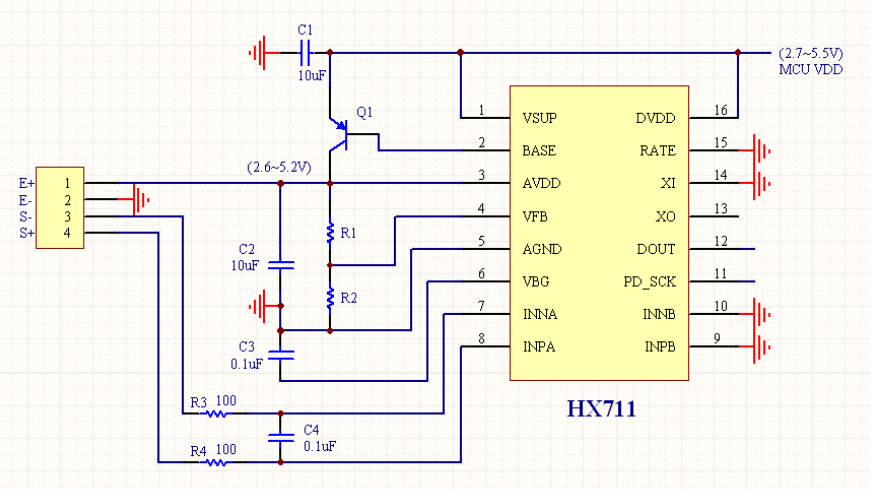 C1
10uF
(2.7~5.5V)
MCU VDD
Q1
(2.6~5.2V)
E+ 1
E- 2
S- 3
S+ 4
R1
C2
10uF
R2
C3
0.1uF
R3 100
C4
0.1uF
R4 100
1 VSUP DVDD 16
2 BASE RATE 15
3 AVDD XI 14
4 VFB XO 13
5 AGND DOUT 12
6 VBG PD_SCK 11
7 INNA INNB 10
8 INPA INPB 9
HX711